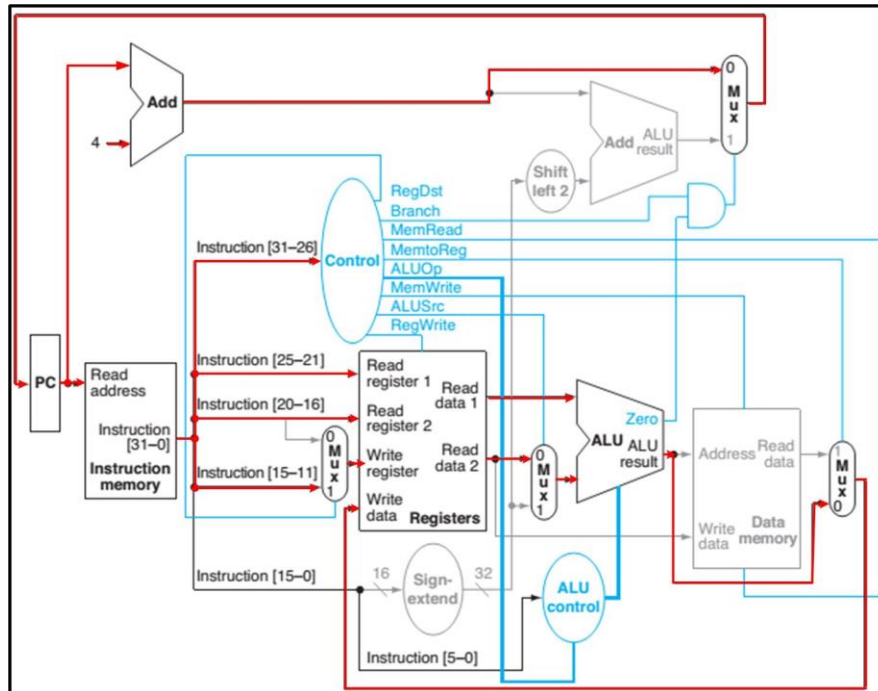 0
M
u
x
1
Add
4
Add
ALU
result
Shift
left 2
RegDst
Branch
MemRead
MemtoReg
ALUOp
MemWrite
ALUSrc
RegWrite
Control
Instruction [31–26]
PC
Read
address
Instruction
[31–0]
Instruction
memory
Instruction [25–21]
Instruction [20–16]
Instruction [15–11]
0
M
u
x
1
Read
register 1
Read
register 2
Write
register
Write
data
Read
data 1
Read
data 2
Registers
0
M
u
x
1
Zero
ALU
ALU
result
Address
Read
data
Write
data
Data
memory
1
M
u
x
0
Instruction [15–0]
16
Sign-
extend
32
ALU
control
Instruction [5–0]